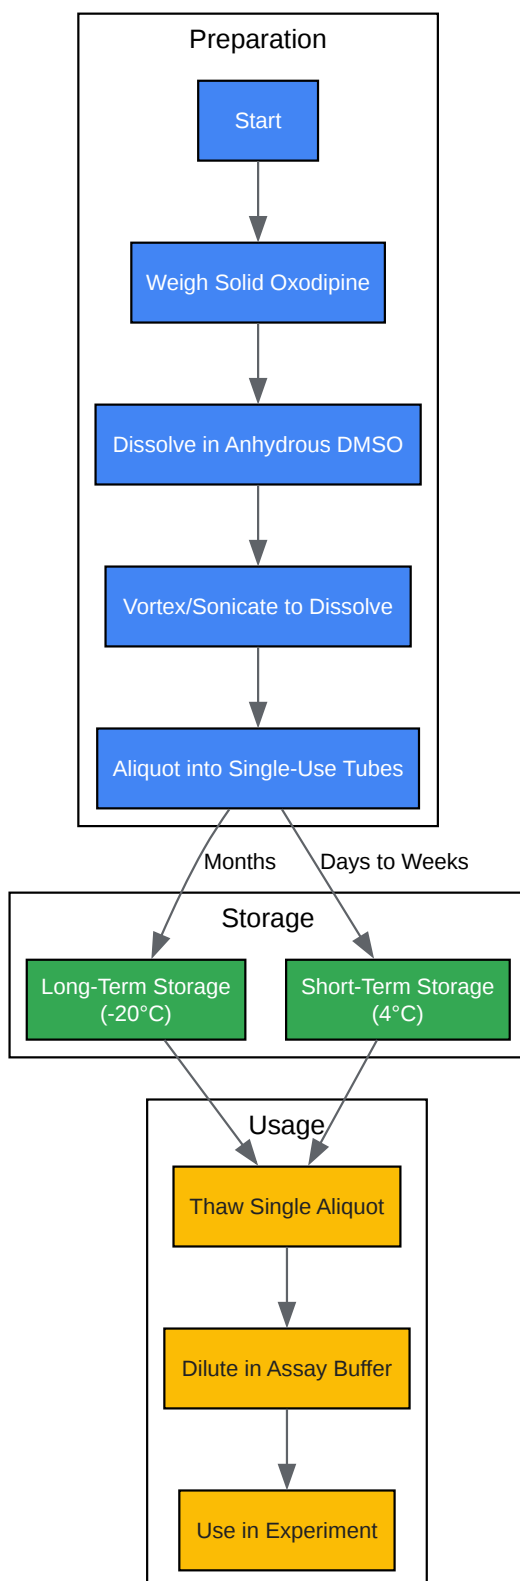 Preparation
Start
Weigh Solid Oxodipine
Dissolve in Anhydrous DMSO
Vortex/Sonicate to Dissolve
Aliquot into Single-Use Tubes
Months
Days to Weeks
Storage
Long-Term Storage
(-20°C)
Short-Term Storage
(4°C)
Usage
Thaw Single Aliquot
Dilute in Assay Buffer
Use in Experiment